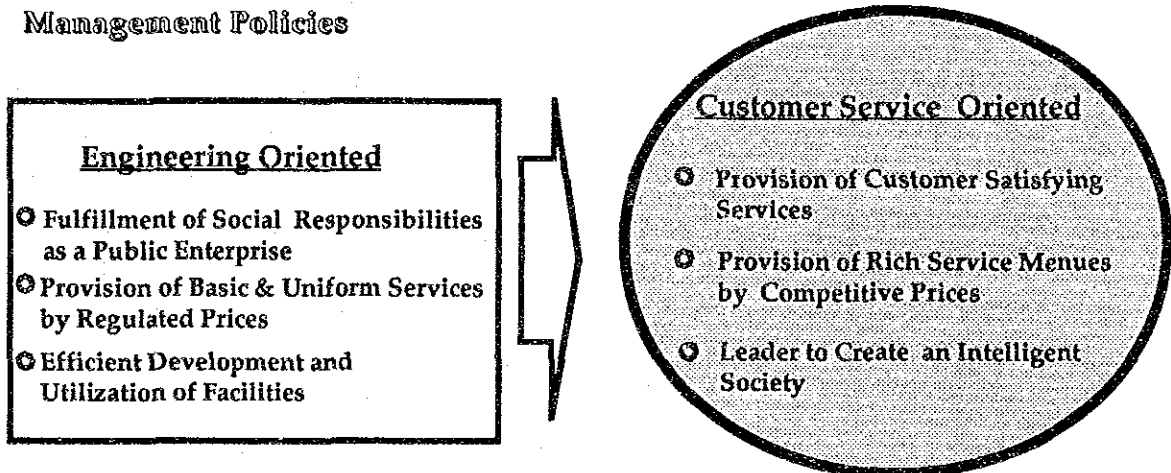 Management Policies
Engineering Oriented
Fulfillment of Social Responsibilities
as a Public Enterprise
Provision of Basic & Uniform Services
by Regulated Prices
Efficient Development and
Utilization of Facilities
Customer Service Oriented
Provision of Customer Satisfying
Services
Provision of Rich Service Menues
by Competitive Prices
Leader to Create an Intelligent
Society